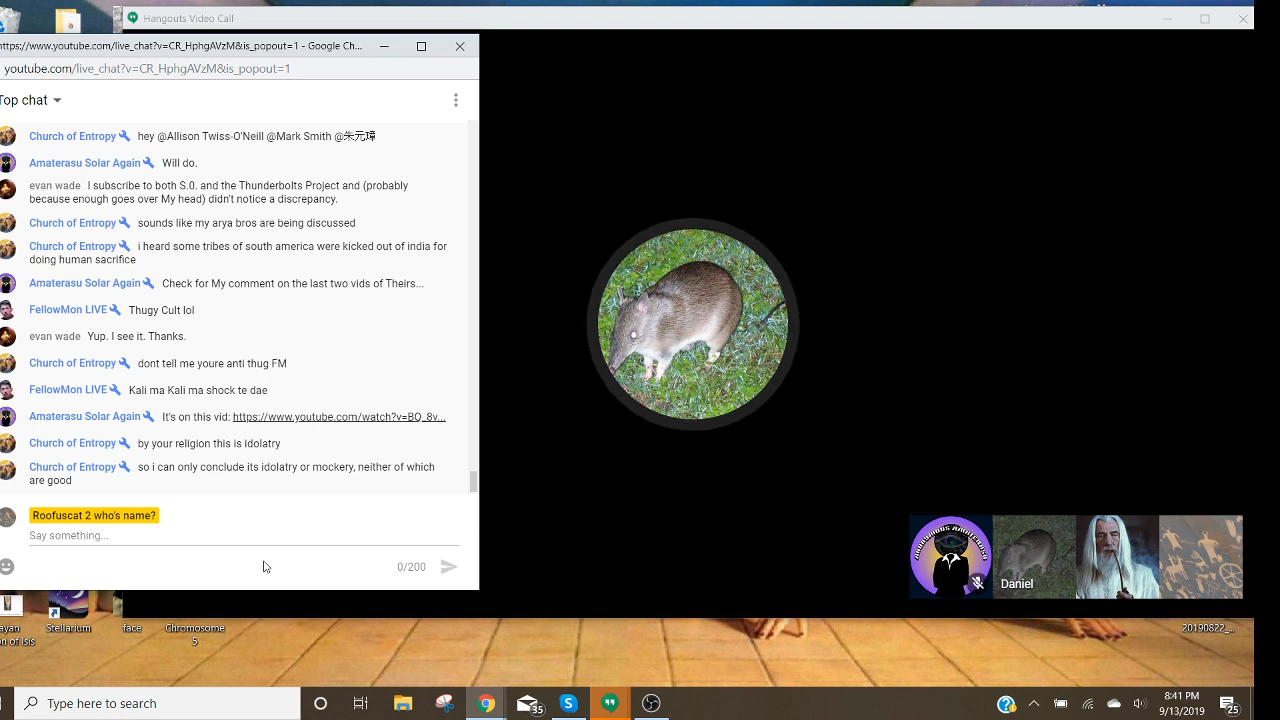 Hangouts Video Call
https://www.youtube.com/live_chat?v=CR_HphgAVzM&is_popout=1 - Google Ch...
youtube.com/live_chat?v=CR_HphgAVzM&is_popout=1
Top chat
Church of Entropy hey @Allison Twiss-O'Neill @Mark Smith @朱元璋
Amaterasu Solar Again Will do.
evan wade I subscribe to both S.0. and the Thunderbolts Project and (probably
because enough goes over My head) didn't notice a discrepancy.
Church of Entropy sounds like my arya bros are being discussed
Church of Entropy i heard some tribes of south america were kicked out of india for
doing human sacrifice
Amaterasu Solar Again Check for My comment on the last two vids of Theirs...
FellowMon LIVE Thugy Cult lol
evan wade Yup. I see it. Thanks.
Church of Entropy dont tell me youre anti thug FM
FellowMon LIVE Kali ma Kali ma shock te dae
Amaterasu Solar Again It's on this vid: https://www.youtube.com/watch?v=BQ_8v...
Church of Entropy by your religion this is idolatry
Church of Entropy so i can only conclude its idolatry or mockery, neither of which
are good
Roofuscat 2 who's name?
Say something...
0/200
ANONYMOUS
Daniel
ayan
on of Isis
Stellarium
face
Chromosome
5
20190822_...
Type here to search
35
8:41 PM
9/13/2019
25